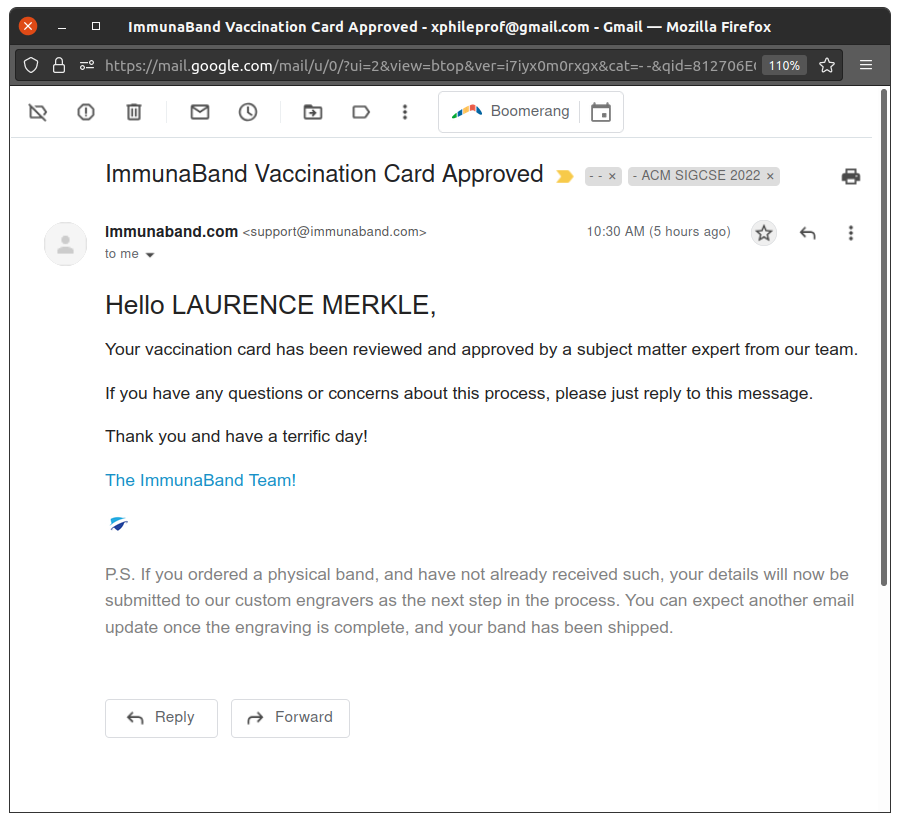 ImmunaBand Vaccination Card Approved - xphileprof@gmail.com - Gmail — Mozilla Firefox
https://mail.google.com/mail/u/0/?ui=2&view=btop&ver=i7iyx0m0rxgx&cat=- -&qid=812706E
110%
Boomerang
ImmunaBand Vaccination Card Approved - - × - ACM SIGCSE 2022 ×
Immunaband.com <support@immunaband.com> 10:30 AM (5 hours ago)
to me
Hello LAURENCE MERKLE,
Your vaccination card has been reviewed and approved by a subject matter expert from our team.
If you have any questions or concerns about this process, please just reply to this message.
Thank you and have a terrific day!
The ImmunaBand Team!
P.S. If you ordered a physical band, and have not already received such, your details will now be
submitted to our custom engravers as the next step in the process. You can expect another email
update once the engraving is complete, and your band has been shipped.
Reply Forward